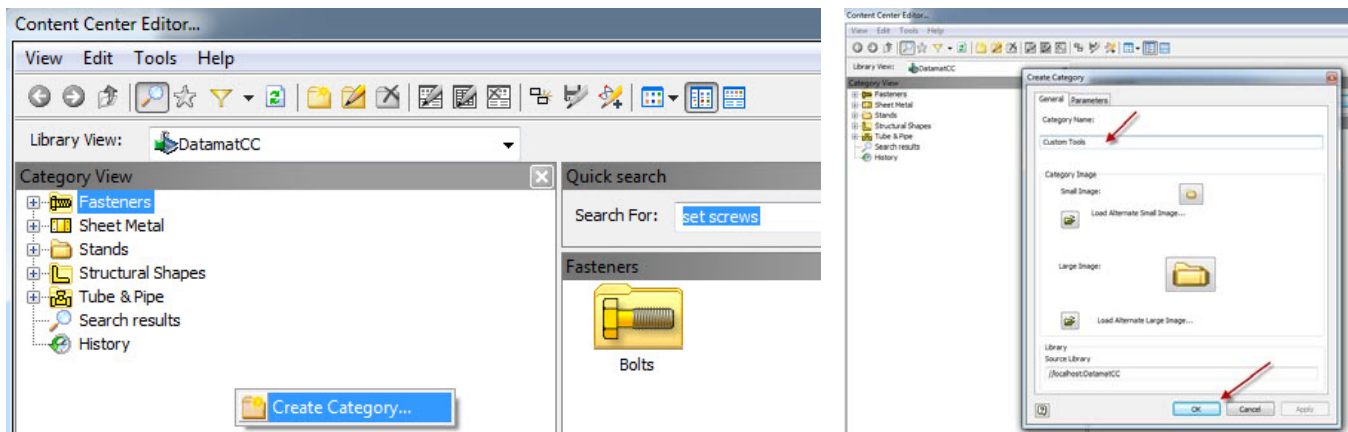 Content Center Editor...
View Edit Tools Help
Library View: DatamatCC
Category View
Fasteners
Sheet Metal
Stands
Structural Shapes
Tube & Pipe
Search results
History
Create Category...
Quick search
Search For: set screws
Fasteners
Bolts
Content Center Editor...
View Edit Tools Help
Library View: DatamatCC
Category View
Fasteners
Sheet Metal
Stands
Structural Shapes
Tube & Pipe
Search results
History
Create Category
General Parameters
Category Name:
Custom Tools
Category Image
Small Image:
Load Alternate Small Image...
Large Image:
Load Alternate Large Image...
Library
Source Library
//localhost:DatamatCC
OK Cancel Apply